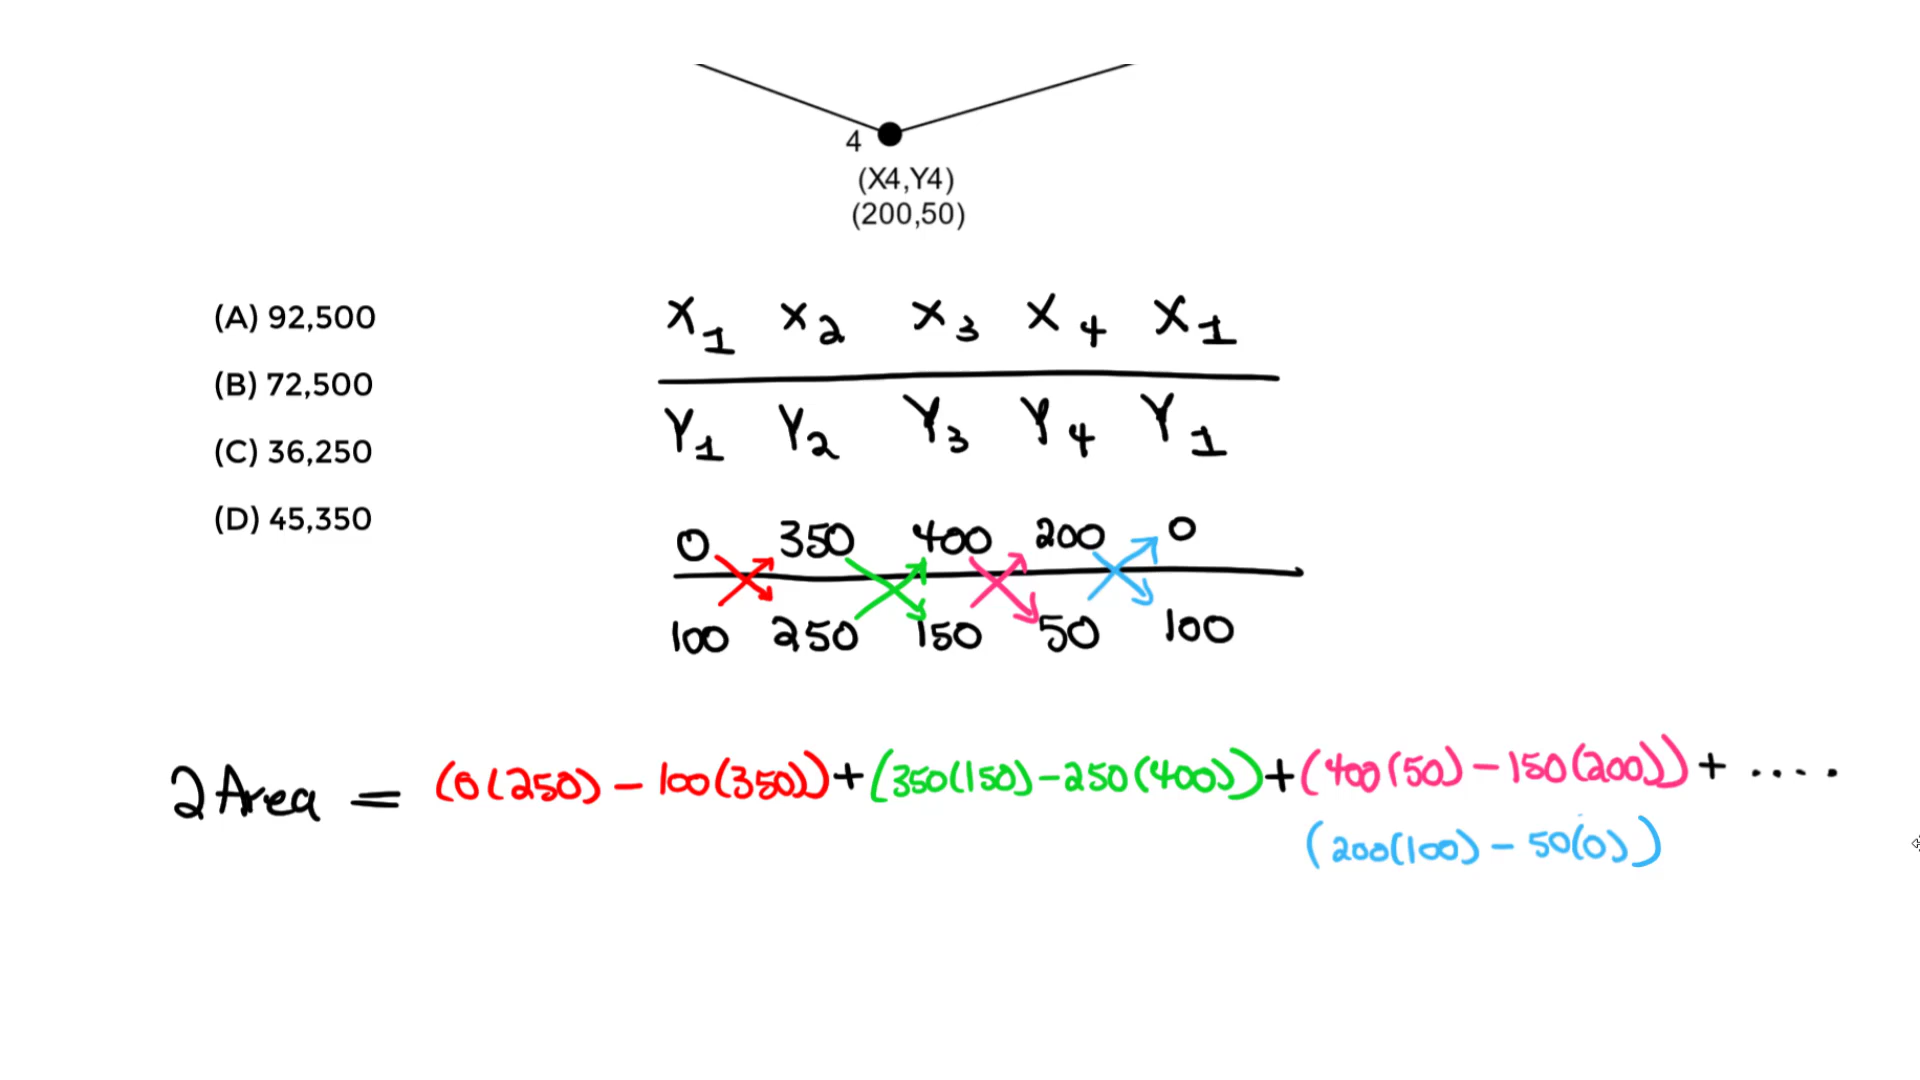 4
(X4,Y4)
(200,50)
(A) 92,500
(B) 72,500
(C) 36,250
(D) 45,350
X1 X2 X3 X4 X1
Y1 Y2 Y3 Y4 Y1
0 350 400 200 0
100 250 150 50 100
2Area = (0(250) - 100(350)) + (350(150) - 250(400)) + (400(50) - 150(200)) + ....
(200(100) - 50(0))